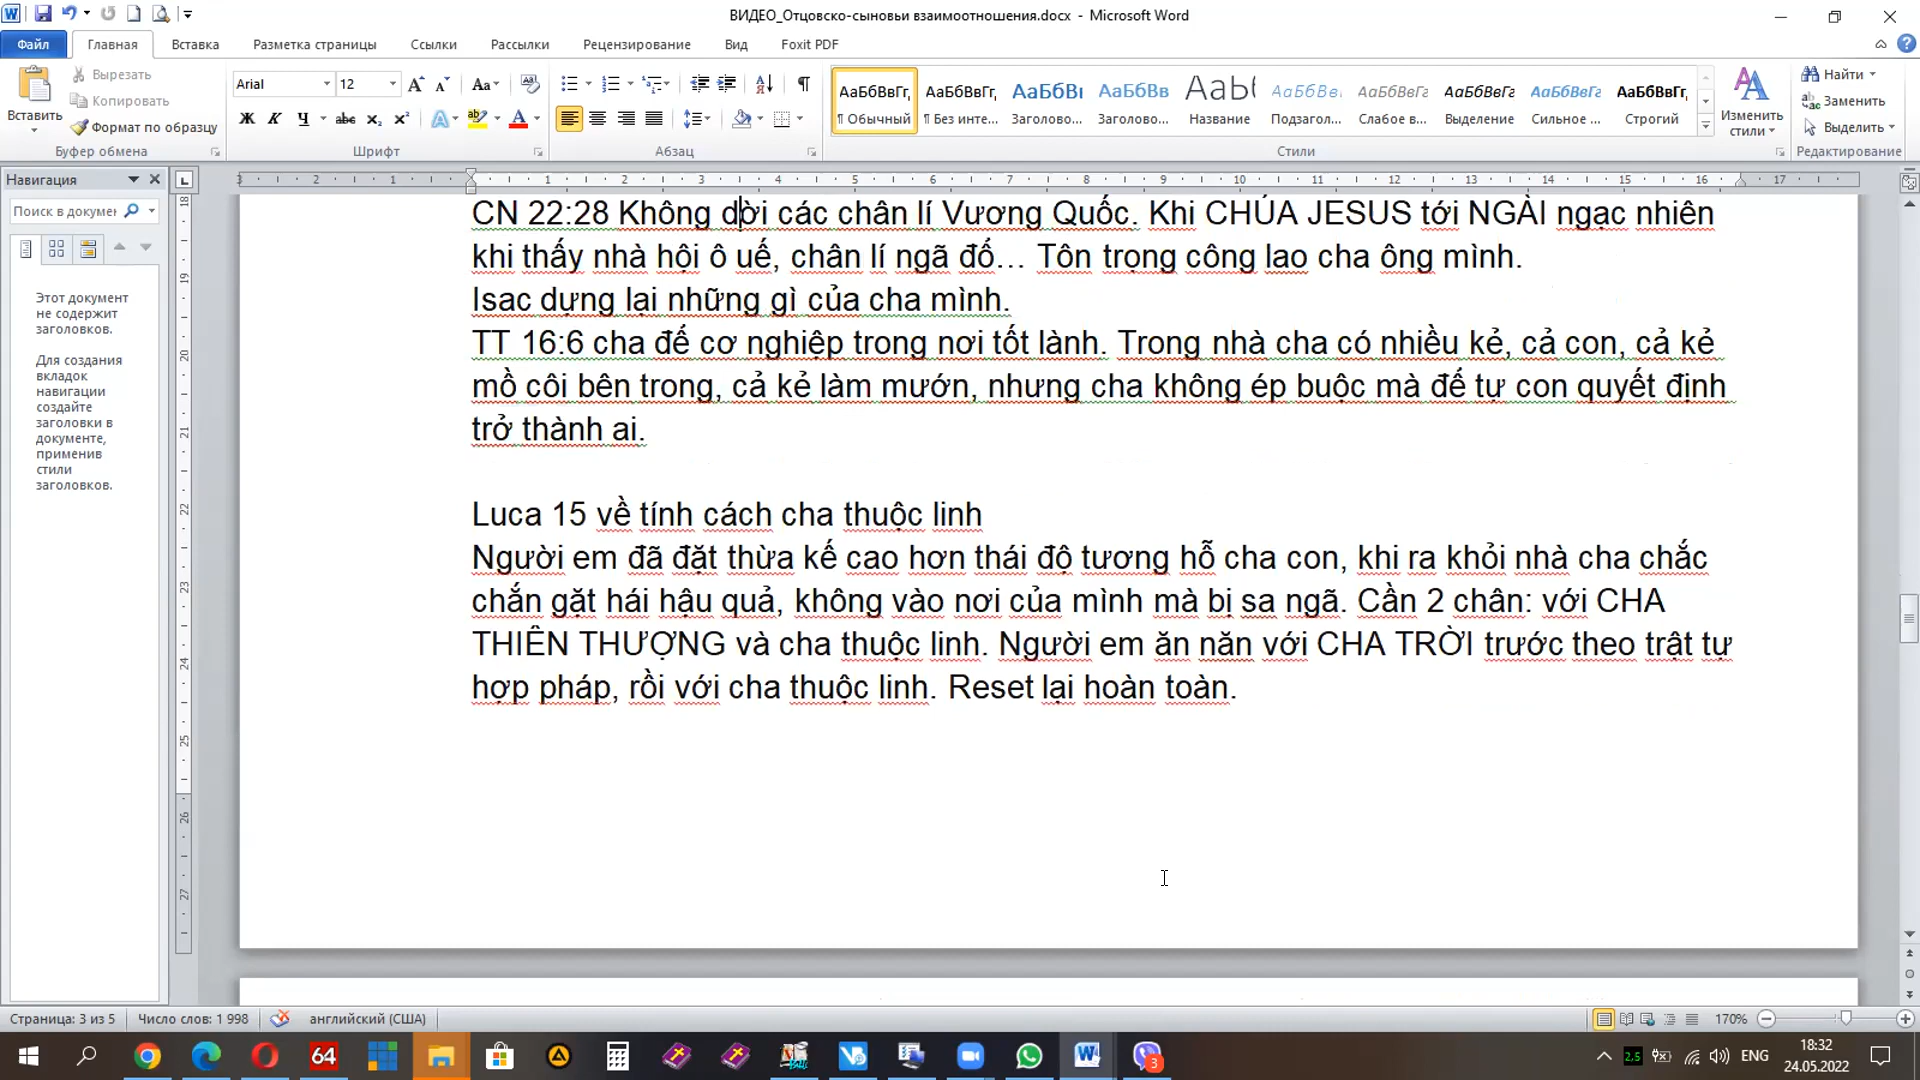 ВИДЕО_Отцовско-сыновьи взаимоотношения.docx - Microsoft Word
Файл Главная Вставка Разметка страницы Ссылки Рассылки Рецензирование Вид Foxit PDF
Вставить
Вырезать
Копировать
Формат по образцу
Буфер обмена
Arial 12
Шрифт
Абзац
АаБбВвГг, АаБбВвГг, АаБбВı АаБбВв АаЫ АаБбВвı АаБбВвГг АаБбВвГг АаБбВвГг АаБбВвГг,
¶ Обычный ¶ Без инте... Заголово... Заголово... Название Подзагол... Слабое в... Выделение Сильное ... Строгий
Стили
Изменить стили
Найти
Заменить
Выделить
Редактирование
Навигация
Поиск в докумен
Этот документ
не содержит
заголовков.
Для создания
вкладок
навигации
создайте
заголовки в
документе,
применив
стили
заголовков.
CN 22:28 Không dời các chân lí Vương Quốc. Khi CHÚA JESUS tới NGÀI ngạc nhiên
khi thấy nhà hội ô uế, chân lí ngã đổ… Tôn trọng công lao cha ông mình.
Isac dựng lại những gì của cha mình.
TT 16:6 cha để cơ nghiệp trong nơi tốt lành. Trong nhà cha có nhiều kẻ, cả con, cả kẻ
mồ côi bên trong, cả kẻ làm mướn, nhưng cha không ép buộc mà để tự con quyết định
trở thành ai.
Luca 15 về tính cách cha thuộc linh
Người em đã đặt thừa kế cao hơn thái độ tương hỗ cha con, khi ra khỏi nhà cha chắc
chắn gặt hái hậu quả, không vào nơi của mình mà bị sa ngã. Cần 2 chân: với CHA
THIÊN THƯỢNG và cha thuộc linh. Người em ăn năn với CHA TRỜI trước theo trật tự
hợp pháp, rồi với cha thuộc linh. Reset lại hoàn toàn.
Страница: 3 из 5 Число слов: 1 998 английский (США) 170%
64 2,5 ENG 18:32
24.05.2022
3